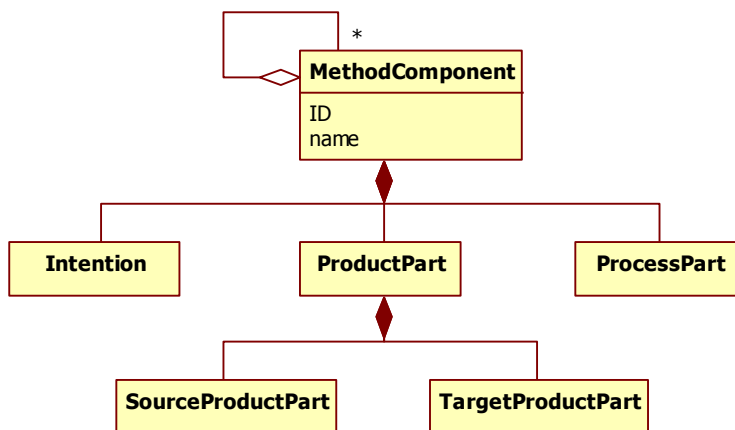 *
MethodComponent
ID
name
Intention
ProductPart
ProcessPart
SourceProductPart
TargetProductPart